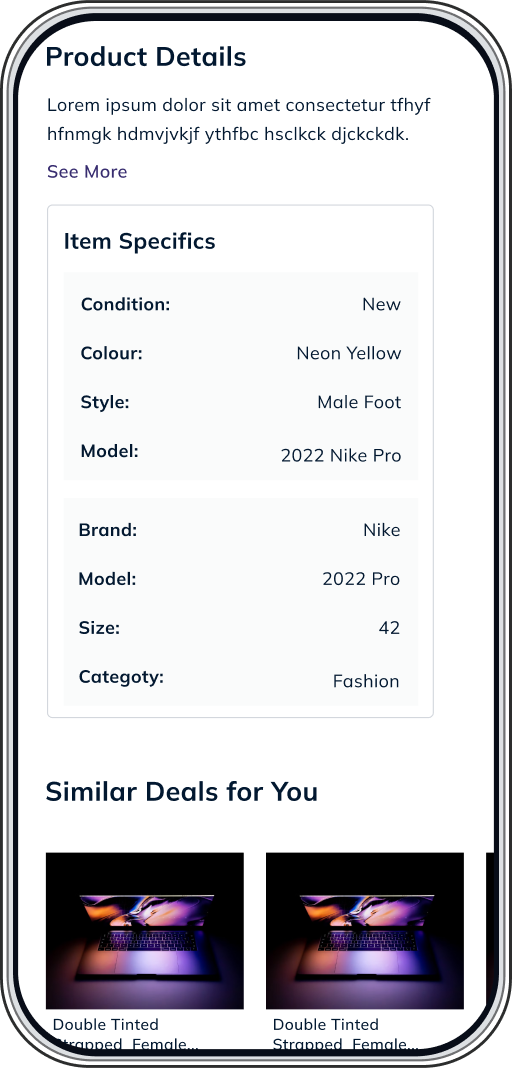 Product Details
Lorem ipsum dolor sit amet consectetur tfhyf
hfnmgk hdmvjvkjf ythfbc hsclkck djckckdk.
See More
Item Specifics
Condition: New
Colour: Neon Yellow
Style: Male Foot
Model: 2022 Nike Pro
Brand: Nike
Model: 2022 Pro
Size: 42
Categoty: Fashion
Similar Deals for You
Double Tinted Double Tinted
Strapped Female... Strapped Female...